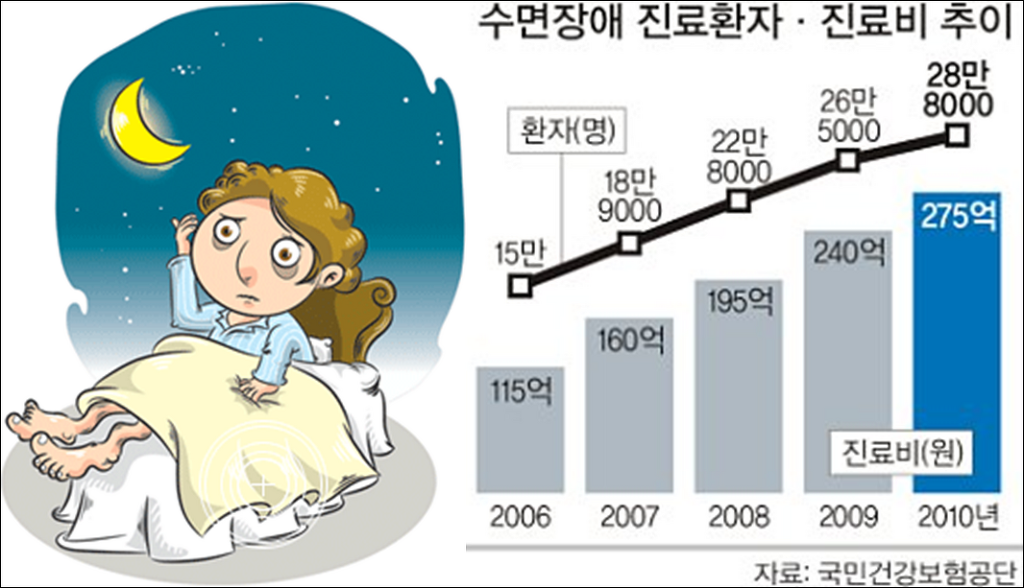 수면장애 진료환자 · 진료비 추이
환자(명)
15만
18만
9000
22만
8000
26만
5000
28만
8000
115억
160억
195억
240억
275억
진료비(원)
2006 2007 2008 2009 2010년
자료: 국민건강보험공단